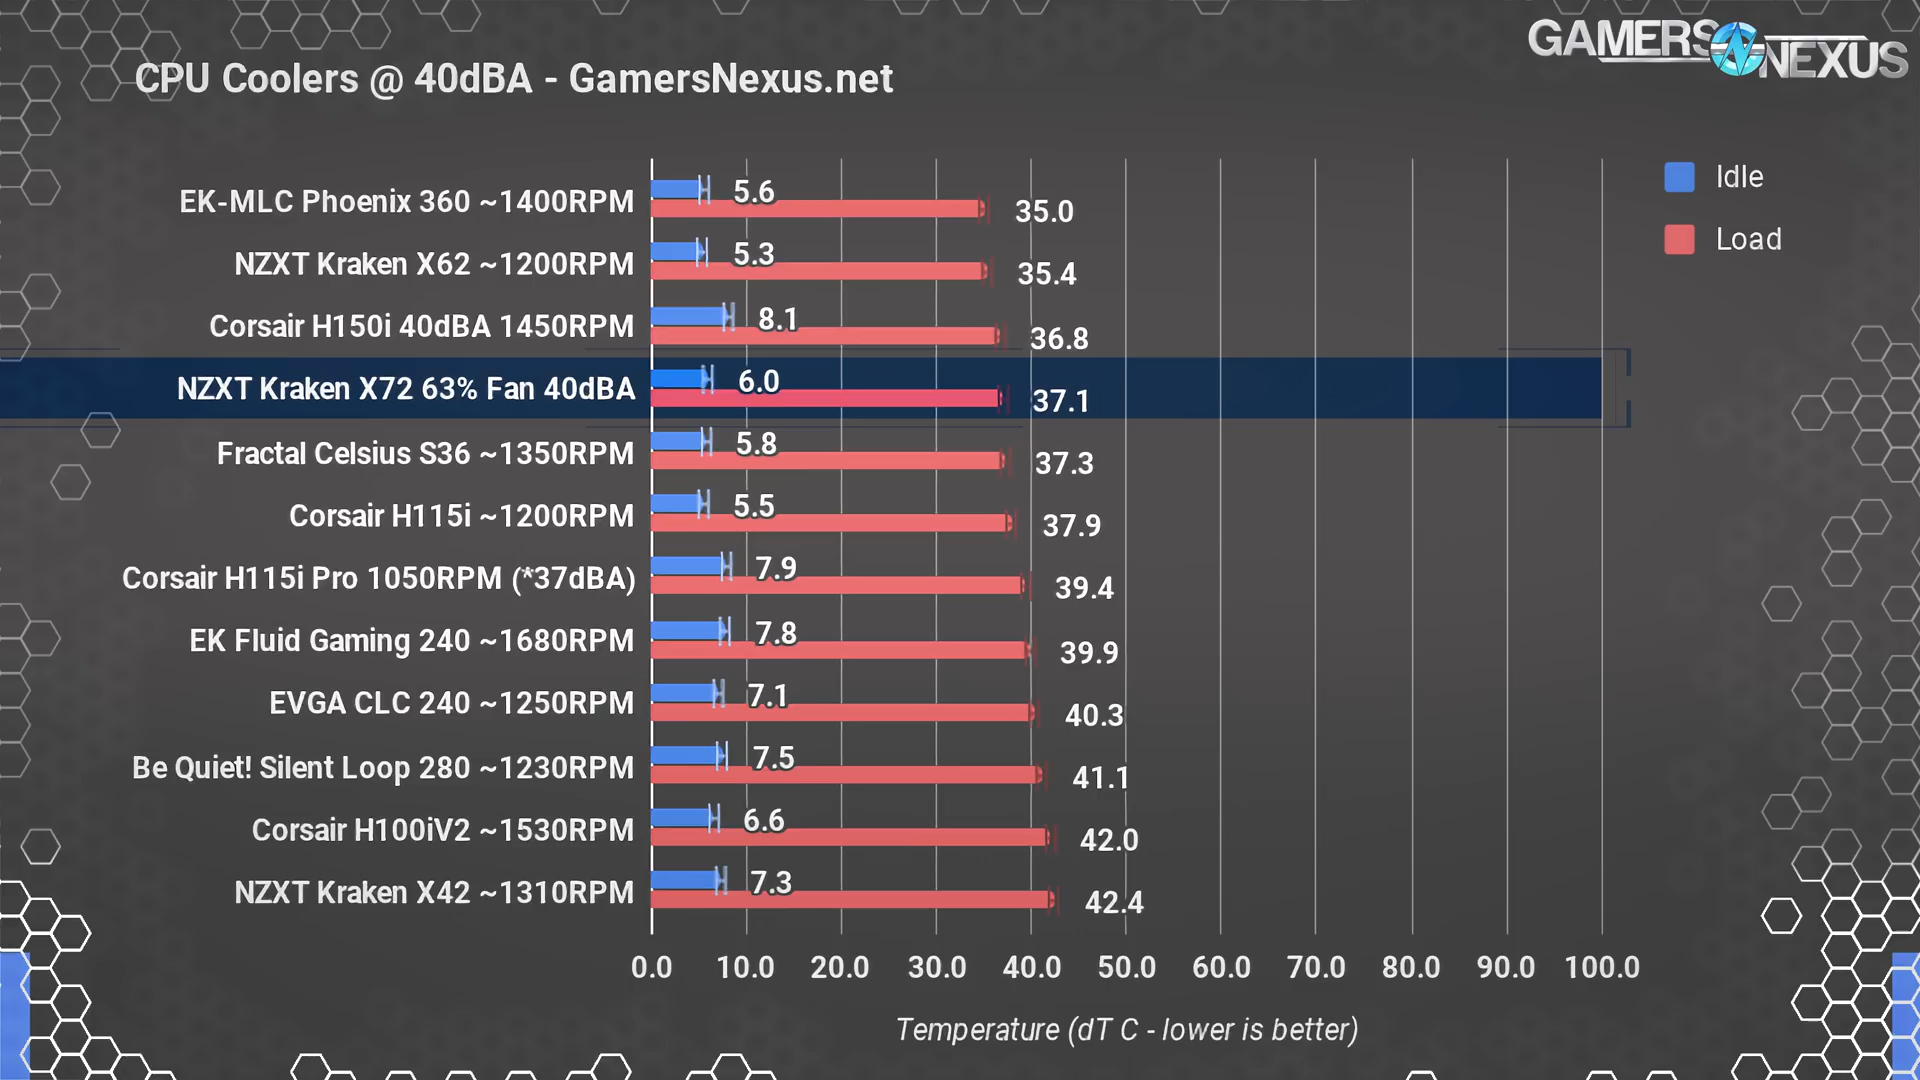 GAMERS NEXUS
CPU Coolers @ 40dBA - GamersNexus.net
Idle
Load
EK-MLC Phoenix 360 ~1400RPM 5.6 35.0
NZXT Kraken X62 ~1200RPM 5.3 35.4
Corsair H150i 40dBA 1450RPM 8.1 36.8
NZXT Kraken X72 63% Fan 40dBA 6.0 37.1
Fractal Celsius S36 ~1350RPM 5.8 37.3
Corsair H115i ~1200RPM 5.5 37.9
Corsair H115i Pro 1050RPM (*37dBA) 7.9 39.4
EK Fluid Gaming 240 ~1680RPM 7.8 39.9
EVGA CLC 240 ~1250RPM 7.1 40.3
Be Quiet! Silent Loop 280 ~1230RPM 7.5 41.1
Corsair H100iV2 ~1530RPM 6.6 42.0
NZXT Kraken X42 ~1310RPM 7.3 42.4
0.0 10.0 20.0 30.0 40.0 50.0 60.0 70.0 80.0 90.0 100.0
Temperature (dT C - lower is better)